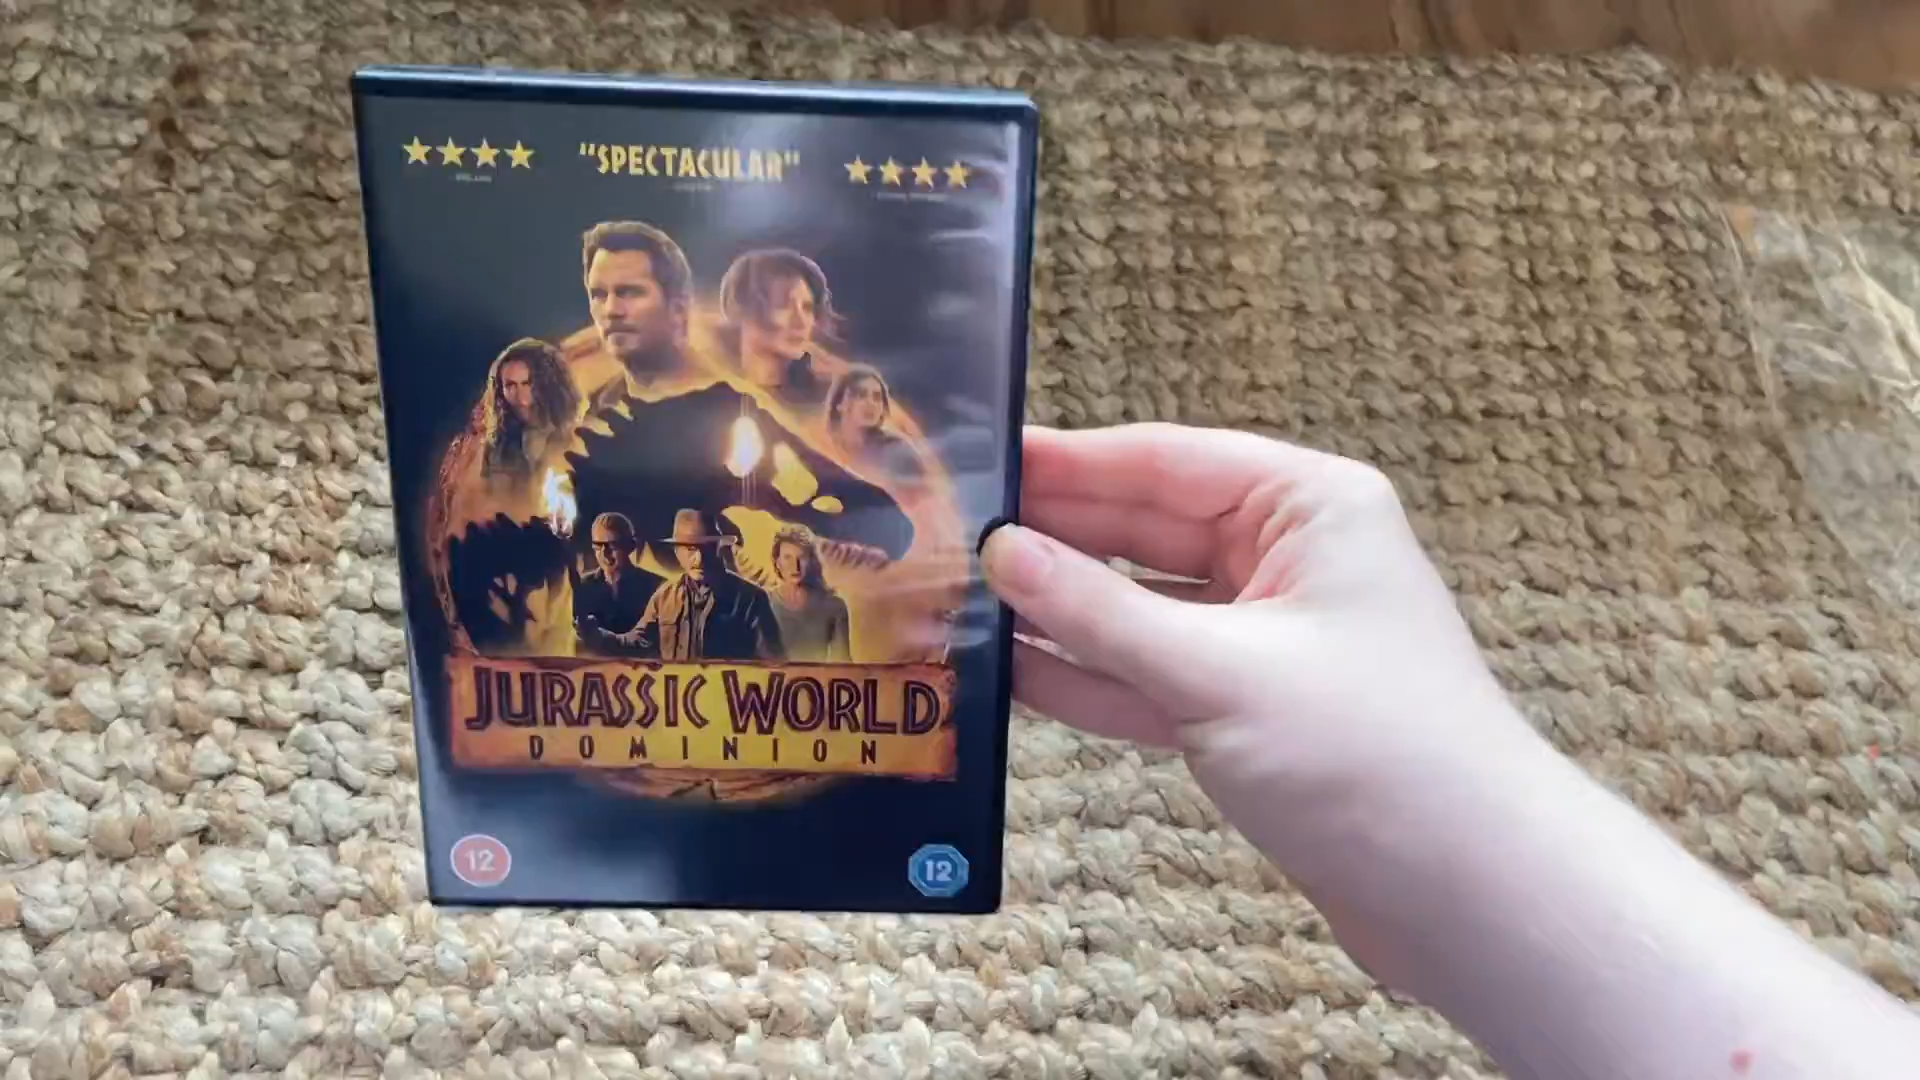 "SPECTACULAR"
JURASSIC WORLD
DOMINION
12
12